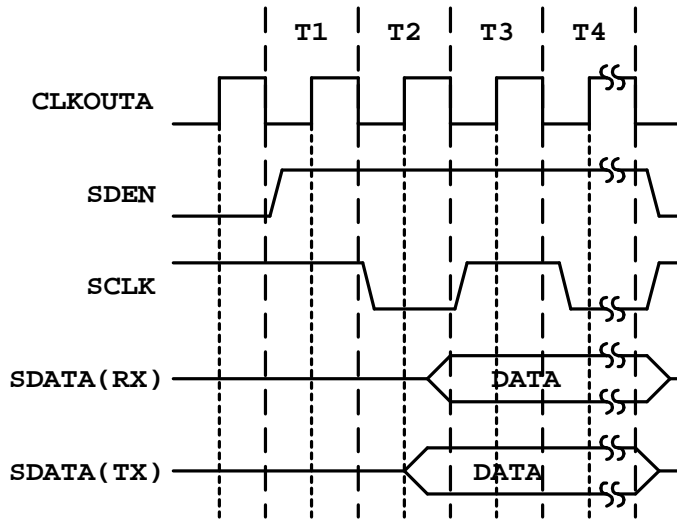 T1 T2 T3 T4
CLKOUTA
SDEN
SCLK
SDATA(RX) DATA
SDATA(TX) DATA